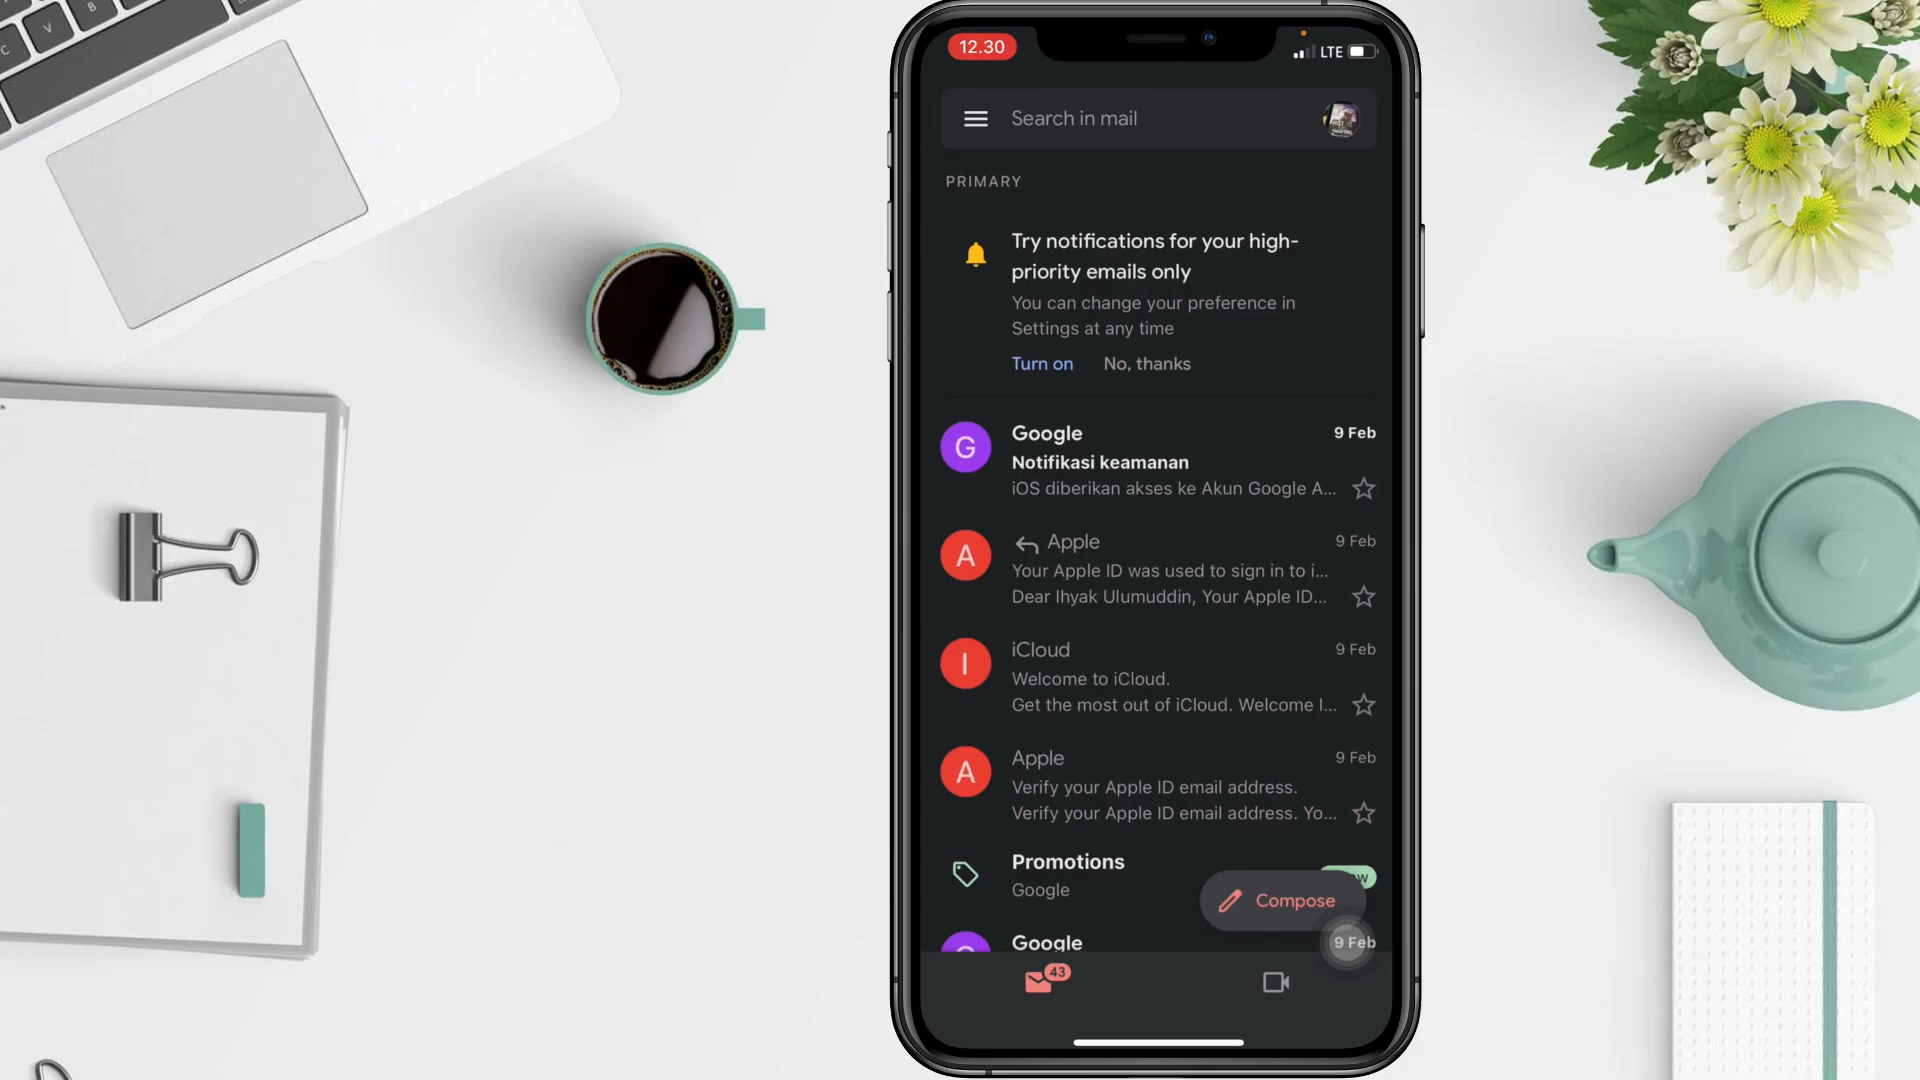 12.30
LTE
Search in mail
PRIMARY
Try notifications for your high-
priority emails only
You can change your preference in
Settings at any time
Turn on No, thanks
G
Google 9 Feb
Notifikasi keamanan
iOS diberikan akses ke Akun Google A...
A
Apple 9 Feb
Your Apple ID was used to sign in to i...
Dear Ihyak Ulumuddin, Your Apple ID...
I
iCloud 9 Feb
Welcome to iCloud.
Get the most out of iCloud. Welcome I...
A
Apple 9 Feb
Verify your Apple ID email address.
Verify your Apple ID email address. Yo...
Promotions
Google
Compose
Google 9 Feb
43
C
V
B